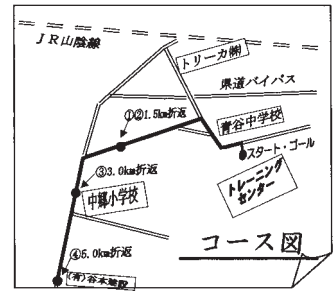 JR山陰線
トリーカ㈱
県道バイパス
青谷中学校
①②1.5km折返
スタート・ゴール
トレーニング
センター
③3.0km折返
中郷小学校
④5.0km折返
(有)谷本建設
コース図